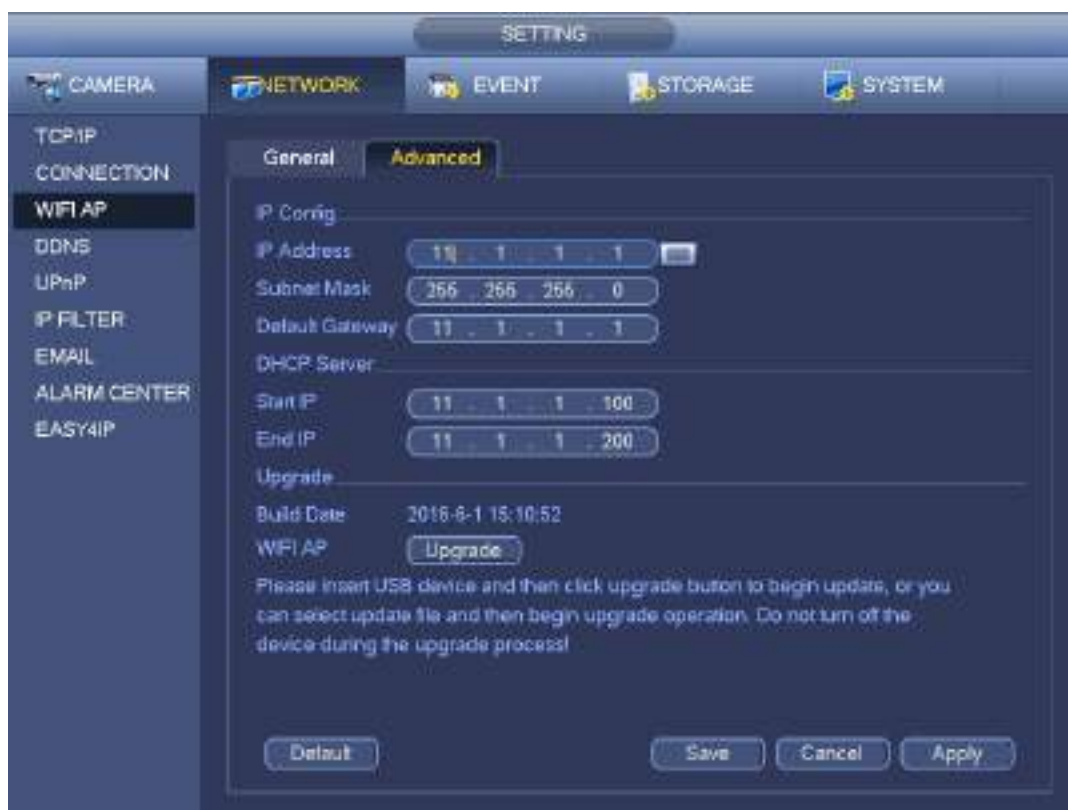 SETTING
CAMERA NETWORK EVENT STORAGE SYSTEM
TCP/IP
CONNECTION
WIFI AP
DDNS
UPnP
IP FILTER
EMAIL
ALARM CENTER
EASY4IP
General Advanced
IP Config
IP Address 11 . 1 . 1 . 1
Subnet Mask 255 . 255 . 255 . 0
Default Gateway 11 . 1 . 1 . 1
DHCP Server
Start IP 11 . 1 . 1 . 100
End IP 11 . 1 . 1 . 200
Upgrade
Build Date 2016-6-1 15:10:52
WIFI AP Upgrade
Please insert USB device and then click upgrade button to begin update, or you
can select update file and then begin upgrade operation. Do not turn off the
device during the upgrade process!
Default Save Cancel Apply